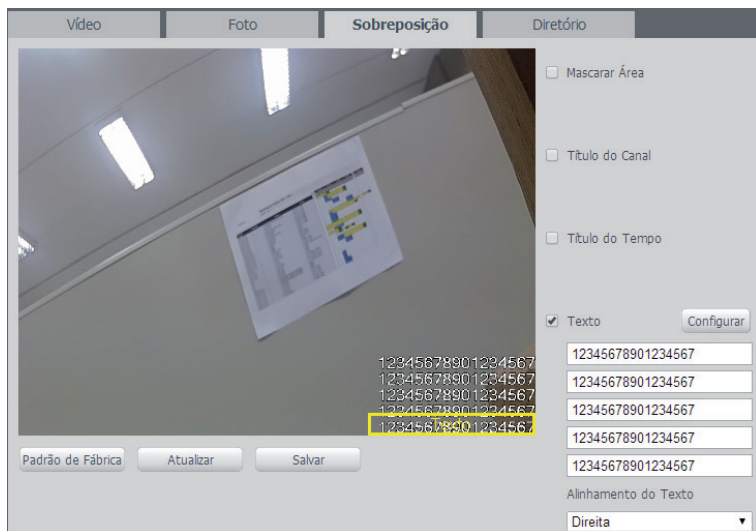 Vídeo
Foto
Sobreposição
Diretório
Mascarar Área
Título do Canal
Título do Tempo
Texto
Configurar
12345678901234567
12345678901234567
12345678901234567
12345678901234567
12345678901234567
Alinhamento do Texto
Direita
12345678901234567
12345678901234567
12345678901234567
12345678901234567
12345678901234567
Texto
Padrão de Fábrica
Atualizar
Salvar